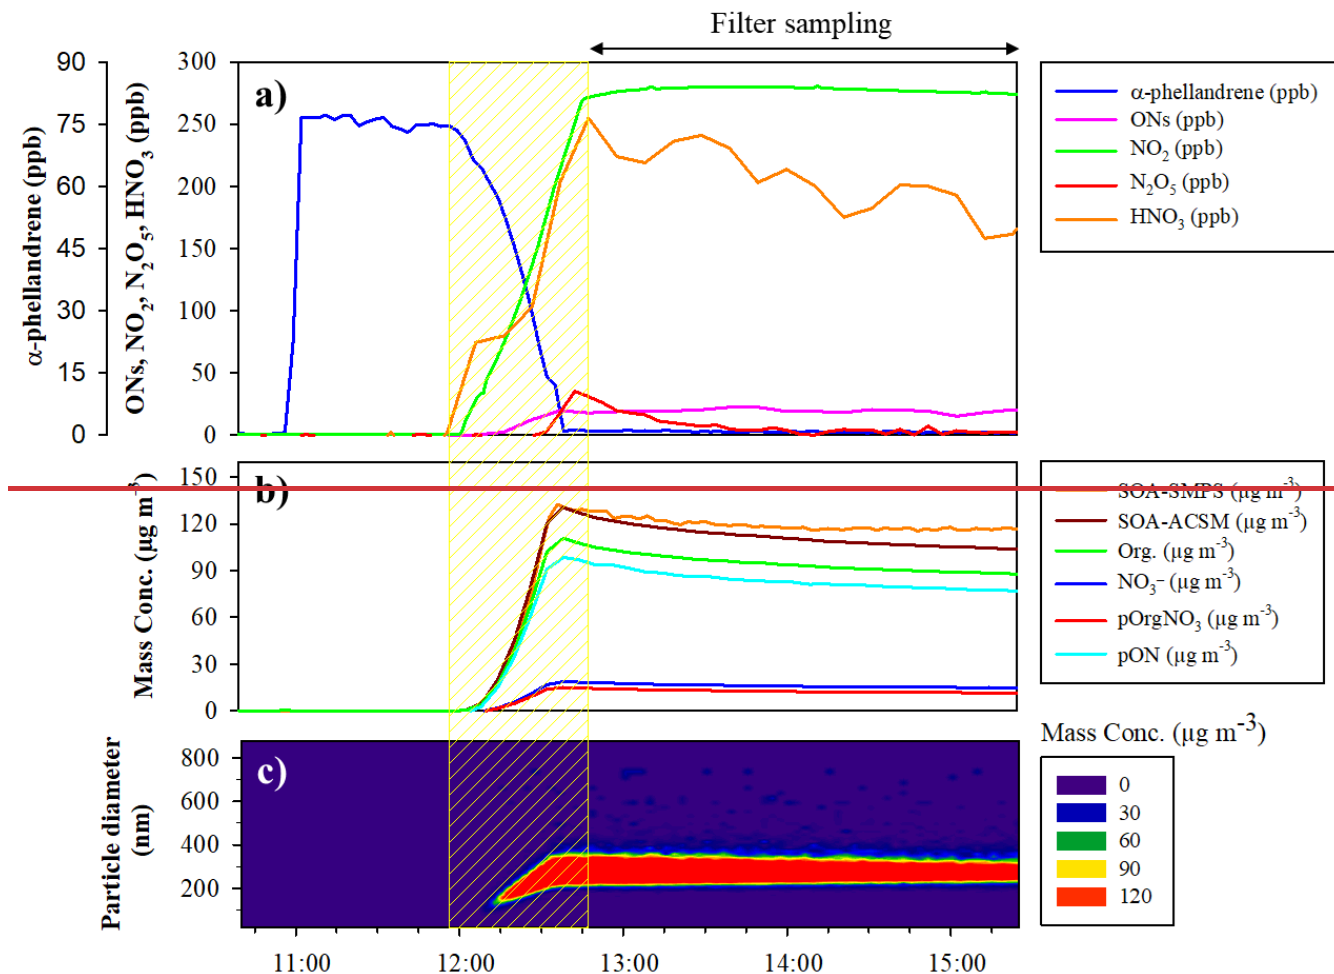 Filter sampling
a)
α-phellandrene (ppb)
90
75
60
45
30
15
0
ONs, NO2, N2O5, HNO3 (ppb)
300
250
200
150
100
50
0
α-phellandrene (ppb)
ONs (ppb)
NO2 (ppb)
N2O5 (ppb)
HNO3 (ppb)
b)
Mass Conc. (µg m-3)
150
120
90
60
30
0
SOA-SMPS (µg m-3)
SOA-ACSM (µg m-3)
Org. (µg m-3)
NO3- (µg m-3)
pOrgNO3 (µg m-3)
pON (µg m-3)
c)
Particle diameter
(nm)
800
600
400
200
Mass Conc. (µg m-3)
0
30
60
90
120
11:00
12:00
13:00
14:00
15:00